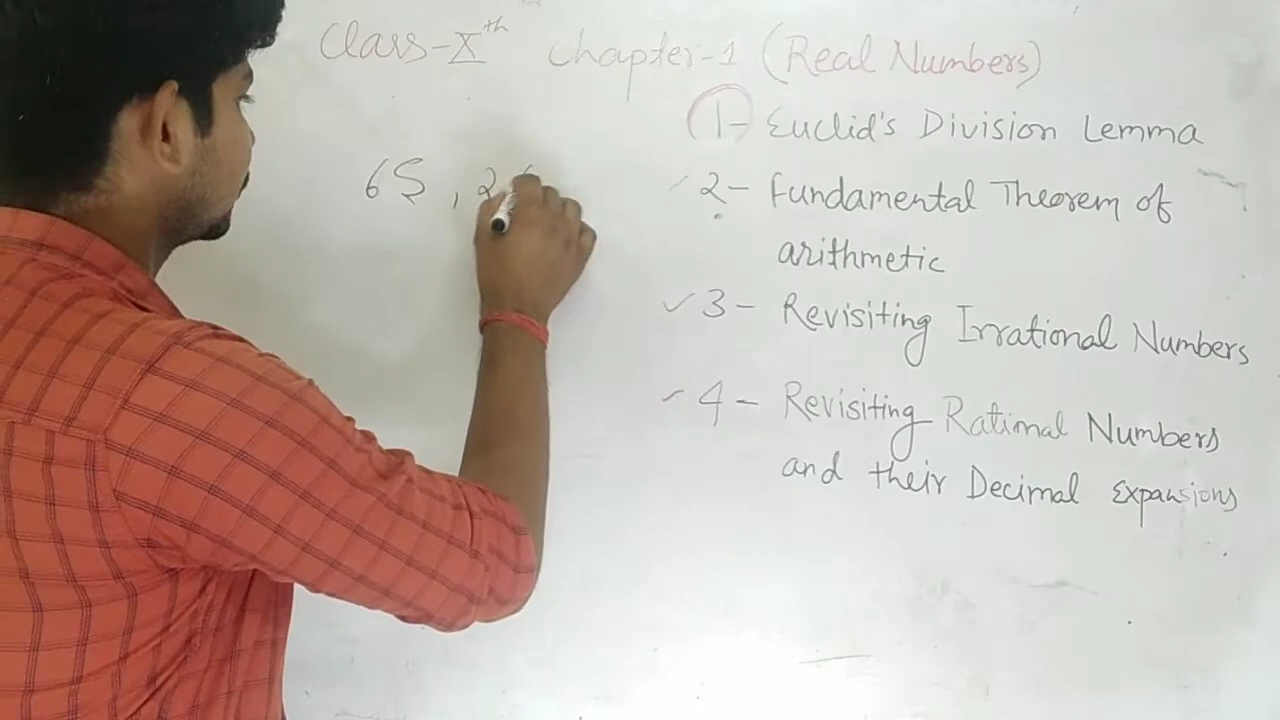 Class-Xth Chapter-1 (Real Numbers)
1- Euclid's Division Lemma
65, 2
2- Fundamental Theorem of
arithmetic
3- Revisiting Irrational Numbers
4- Revisiting Rational Numbers
and their Decimal Expansions